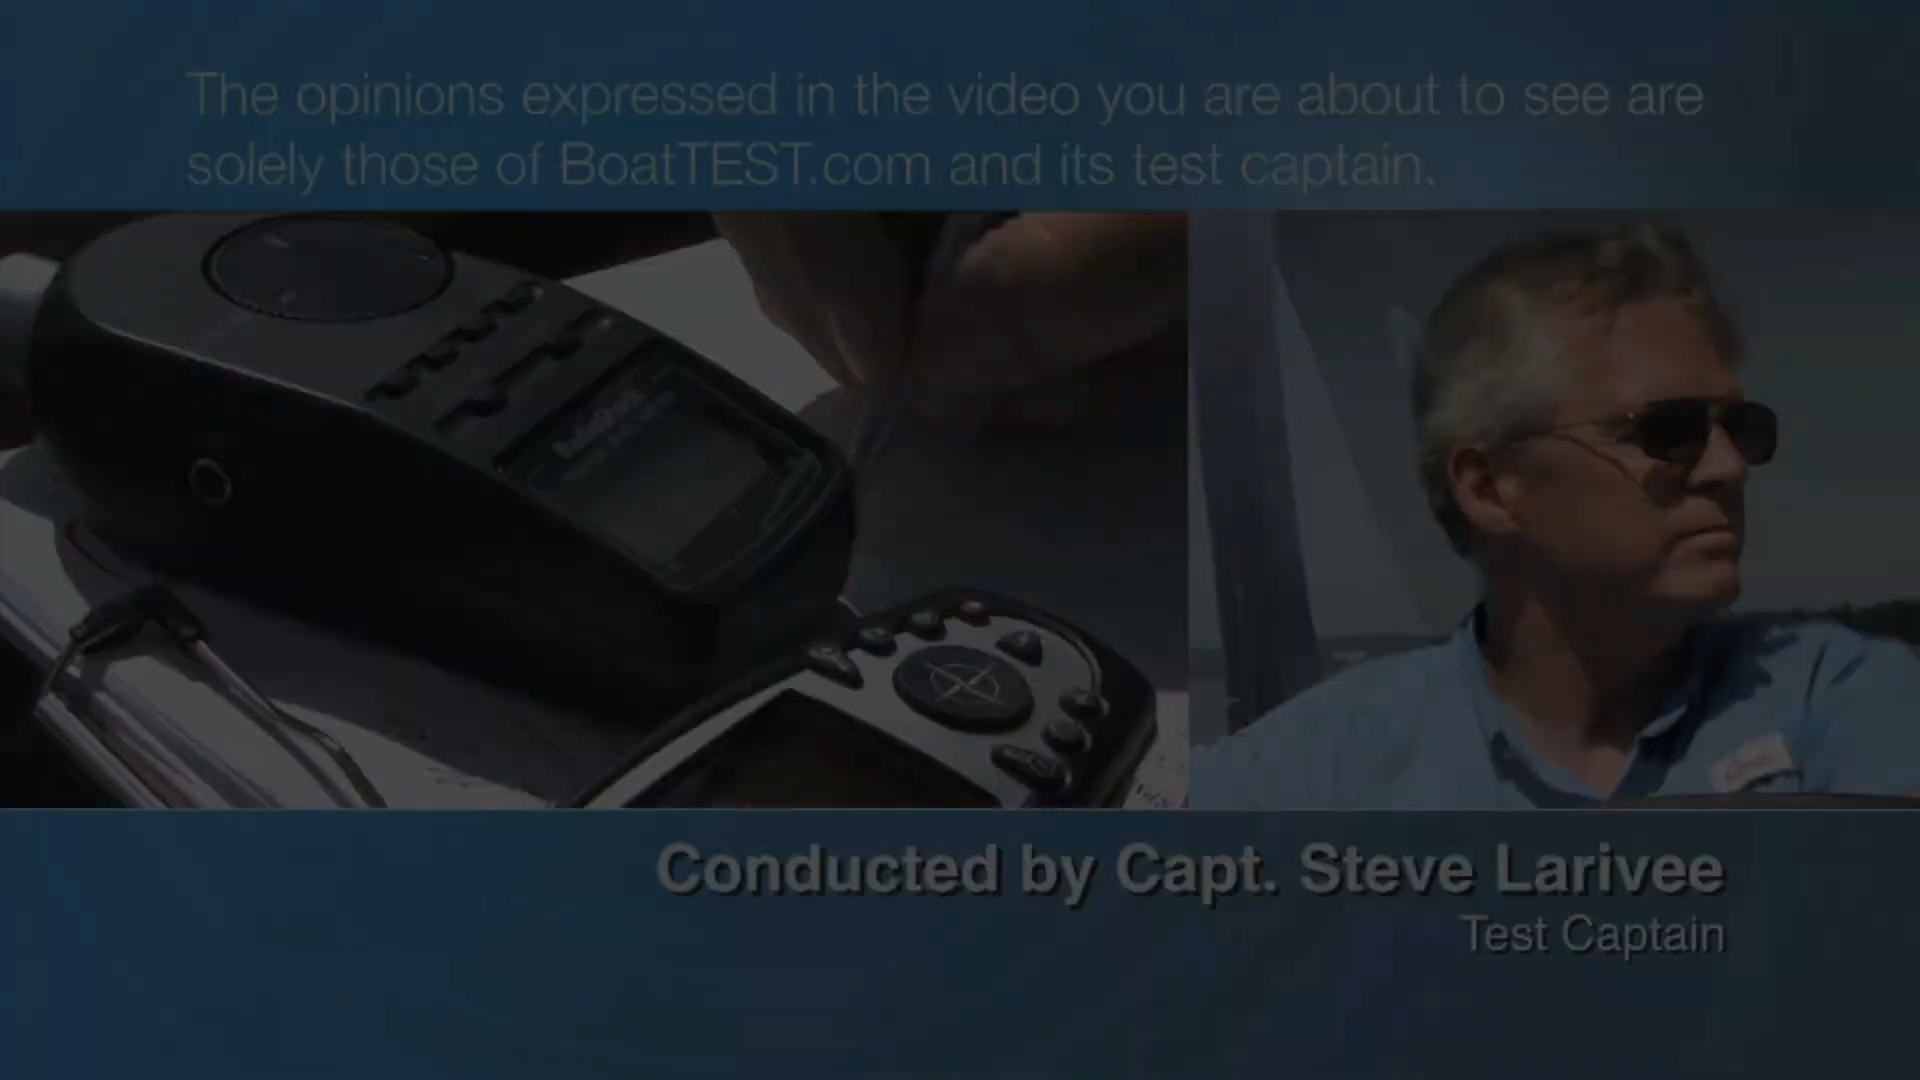 The opinions expressed in the video you are about to see are
solely those of BoatTEST.com and its test captain.
Conducted by Capt. Steve Larivee
Test Captain